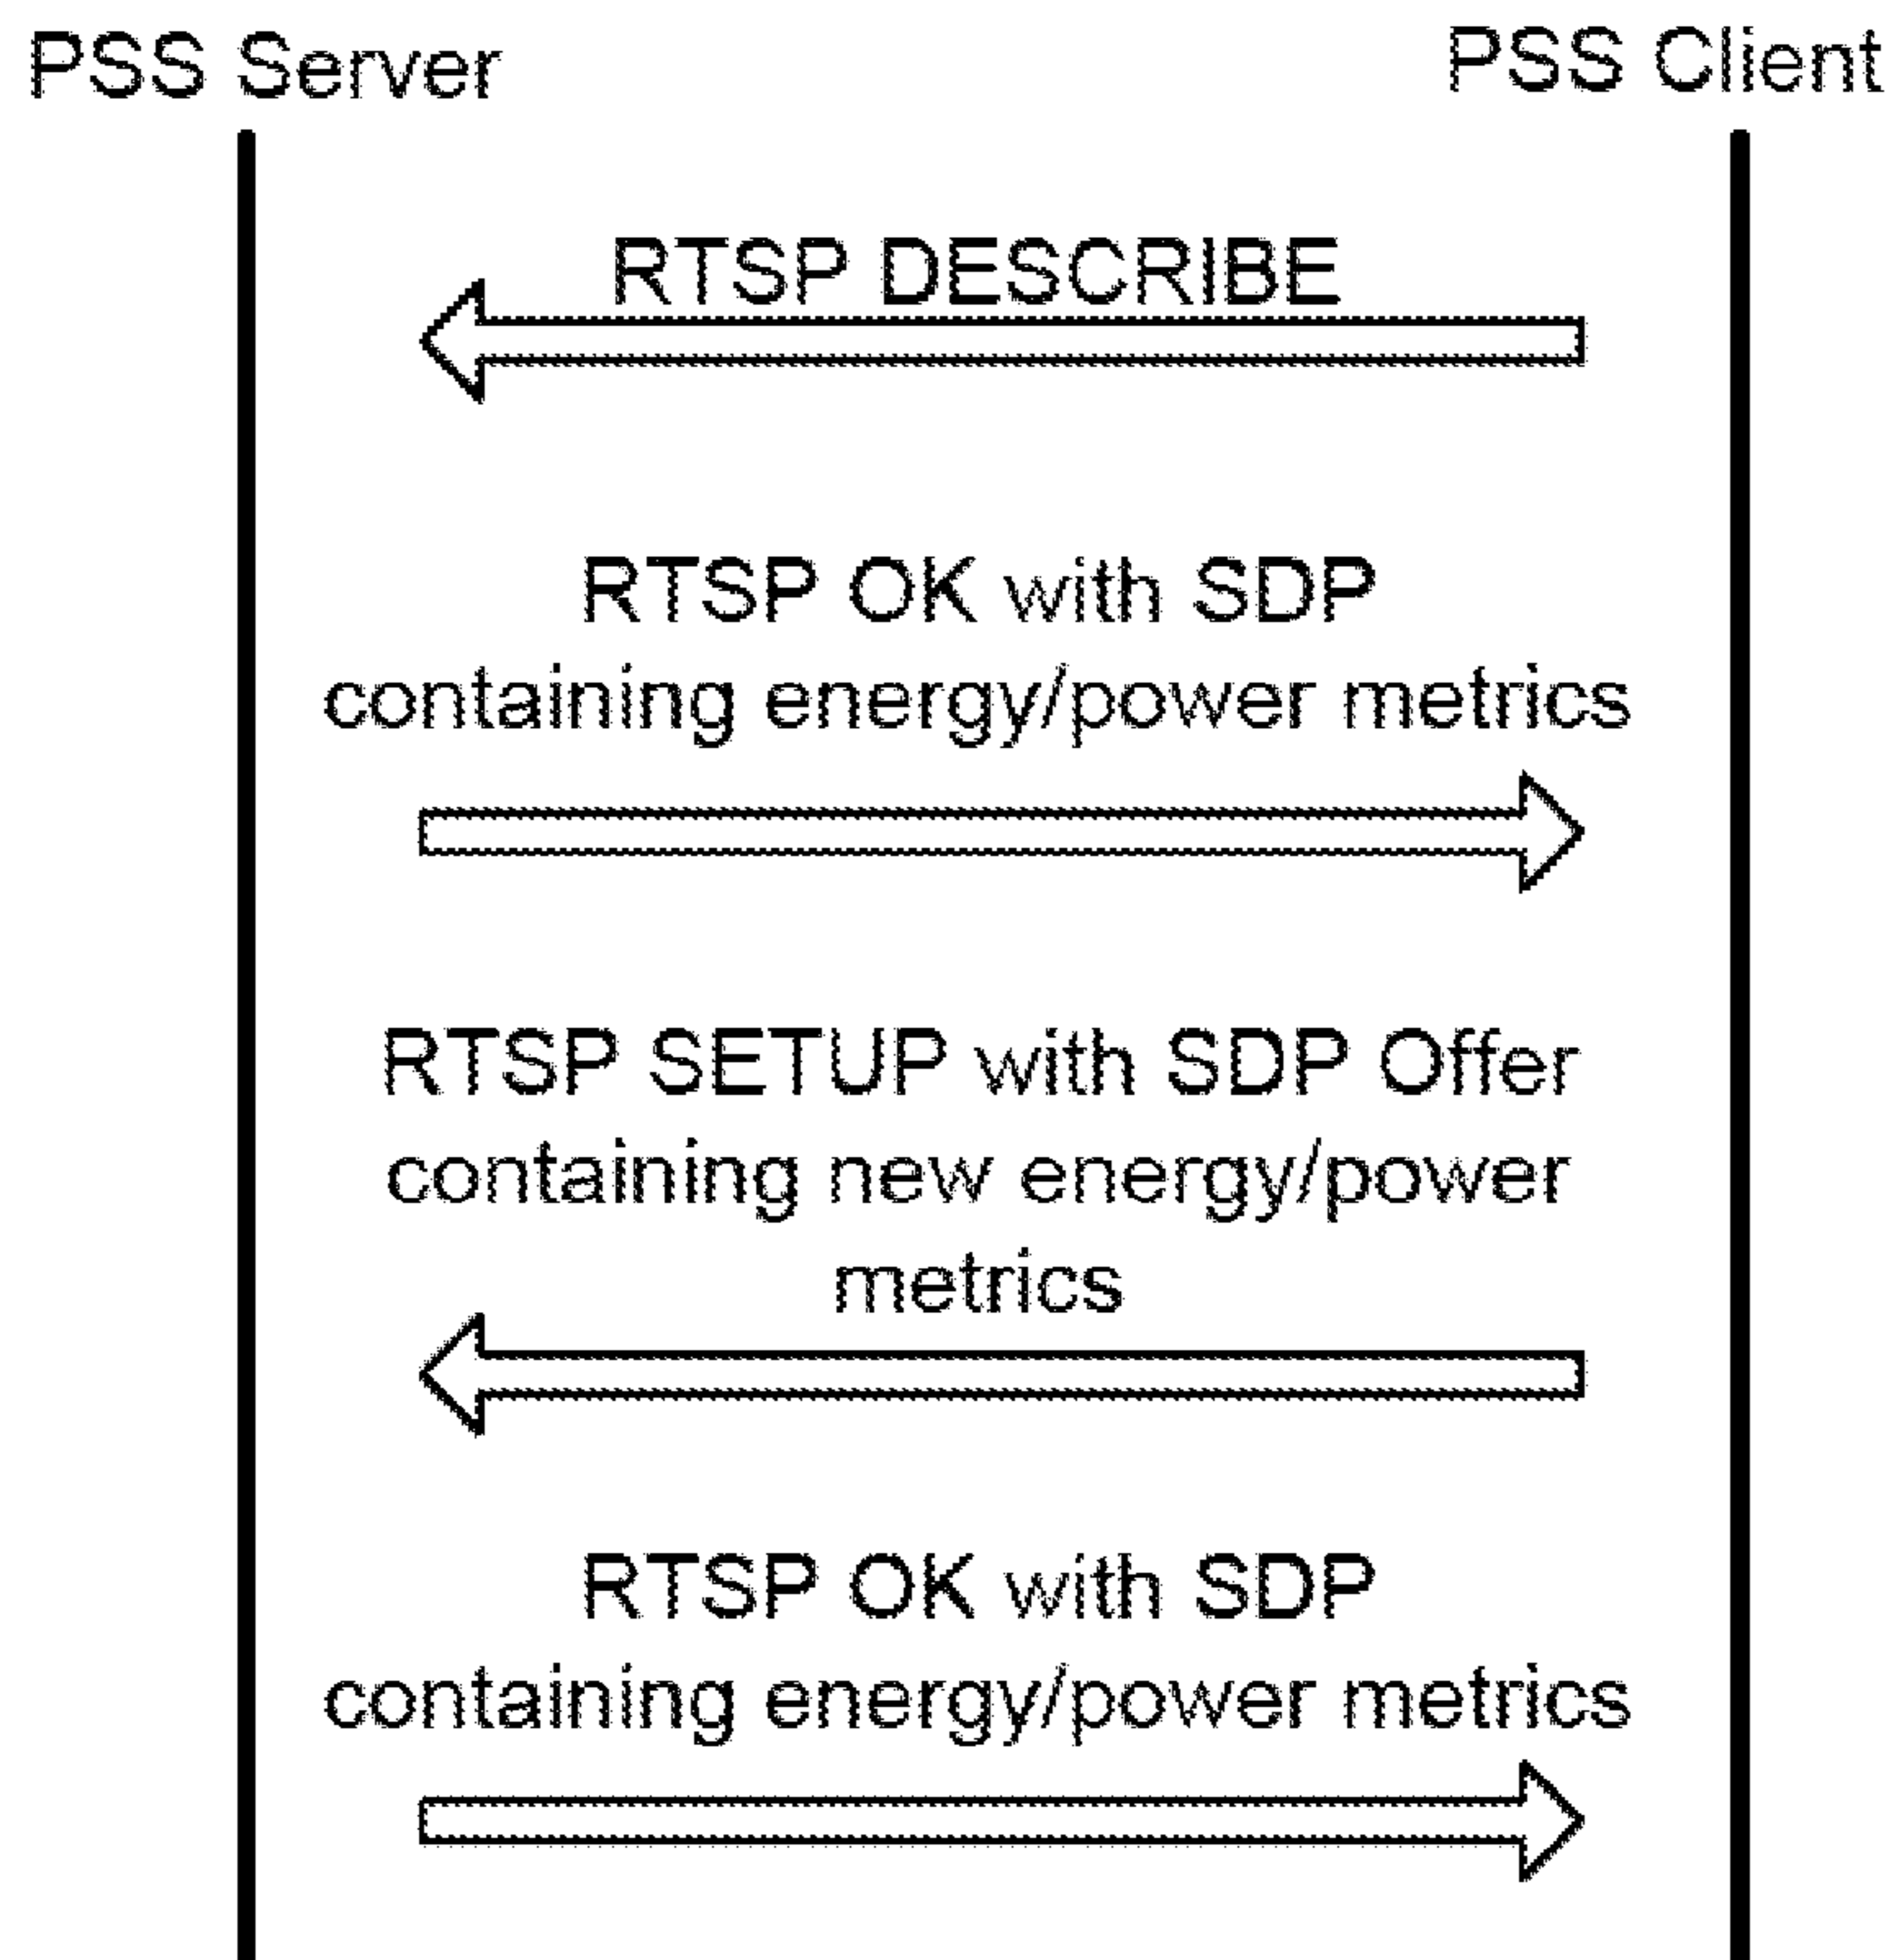 PSS Server
PSS Client
RTSP DESCRIBE
RTSP OK with SDP
containing energy/power metrics
RTSP SETUP with SDP Offer
containing new energy/power
metrics
RTSP OK with SDP
containing energy/power metrics